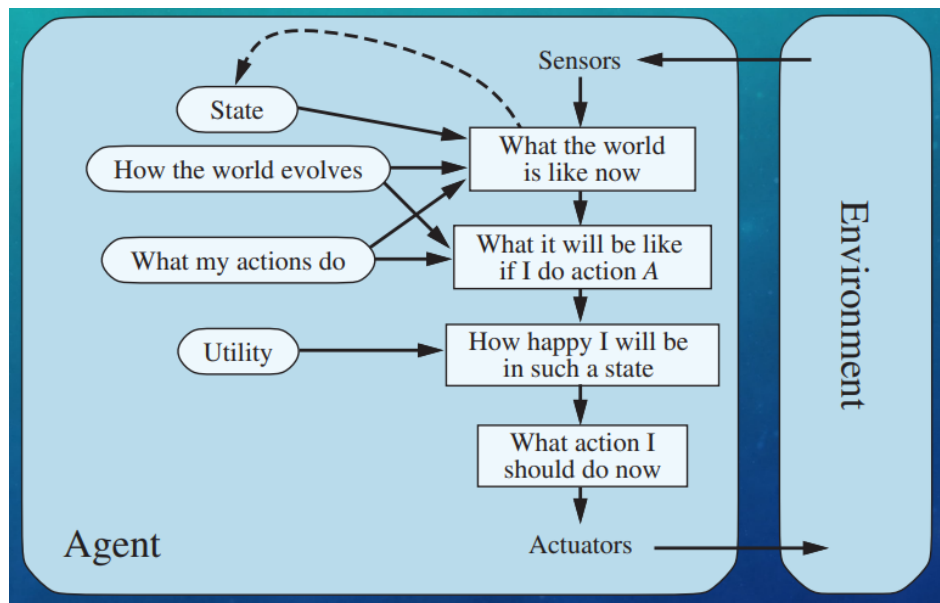 Sensors
State
What the world
is like now
How the world evolves
What my actions do
What it will be like
if I do action A
Utility
How happy I will be
in such a state
What action I
should do now
Actuators
Agent
Environment